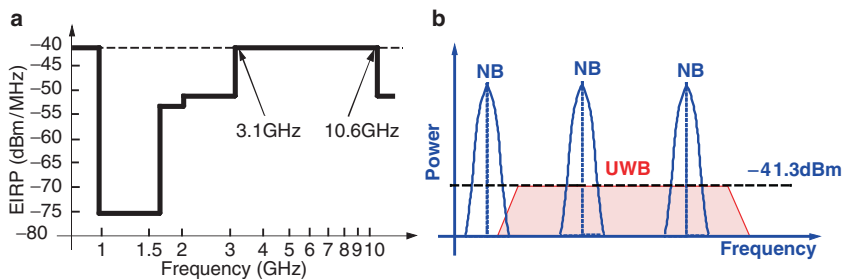 a
EIRP (dBm/MHz)
−40
−45
−50
−55
−60
−65
−70
−75
−80
3.1GHz
10.6GHz
1 1.5 2 3 4 5 6 7 8 9 10
Frequency (GHz)
b
Power
NB
NB
NB
UWB
−41.3dBm
Frequency